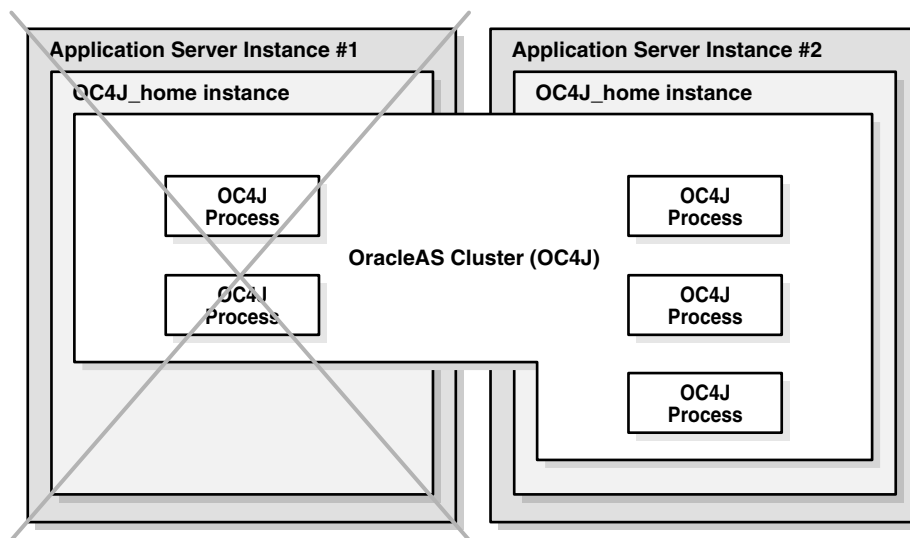 Application Server Instance #1
OC4J_home instance
OC4J
Process
OC4J
Process
OracleAS Cluster (OC4J)
Application Server Instance #2
OC4J_home instance
OC4J
Process
OC4J
Process
OC4J
Process